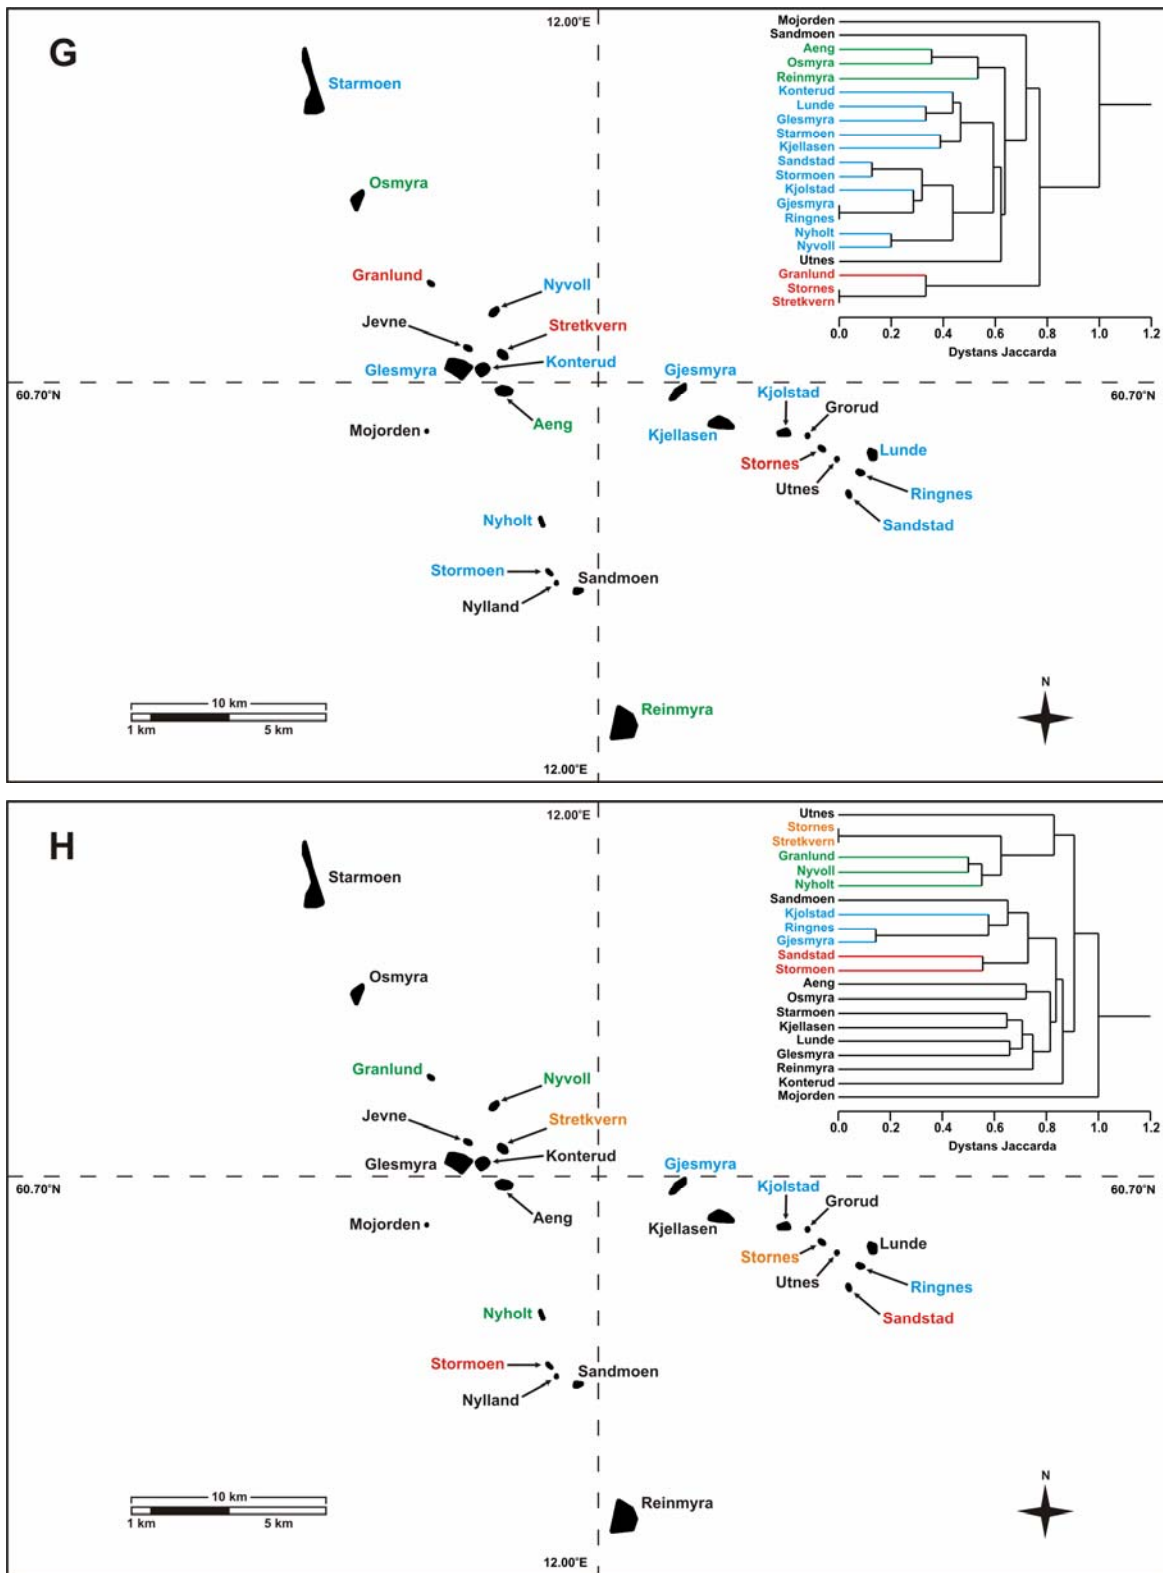 G
12.00°E
Starmoen
Osmyra
Granlund
Nyvoll
Jevne
Stretkvern
Glesmyra
Konterud
Gjesmyra
60.70°N
60.70°N
Kjolstad
Grorud
Aeng
Mojorden
Kjellasen
Lunde
Stornes
Utnes
Ringnes
Nyholt
Sandstad
Stormoen
Sandmoen
Nylland
10 km
1 km
5 km
Reinmyra
N
12.00°E
Mojorden
Sandmoen
Aeng
Osmyra
Reinmyra
Konterud
Lunde
Glesmyra
Starmoen
Kjellasen
Sandstad
Stormoen
Kjolstad
Gjesmyra
Ringnes
Nyholt
Nyvoll
Utnes
Granlund
Stornes
Stretkvern
0.0 0.2 0.4 0.6 0.8 1.0 1.2
Dystans Jaccarda
H
12.00°E
Starmoen
Osmyra
Granlund
Nyvoll
Jevne
Stretkvern
Glesmyra
Konterud
Gjesmyra
60.70°N
60.70°N
Kjolstad
Grorud
Aeng
Mojorden
Kjellasen
Lunde
Stornes
Utnes
Ringnes
Nyholt
Sandstad
Stormoen
Sandmoen
Nylland
10 km
1 km
5 km
Reinmyra
N
12.00°E
Utnes
Stornes
Stretkvern
Granlund
Nyvoll
Nyholt
Sandmoen
Kjolstad
Ringnes
Gjesmyra
Sandstad
Stormoen
Aeng
Osmyra
Starmoen
Kjellasen
Lunde
Glesmyra
Reinmyra
Konterud
Mojorden
0.0 0.2 0.4 0.6 0.8 1.0 1.2
Dystans Jaccarda